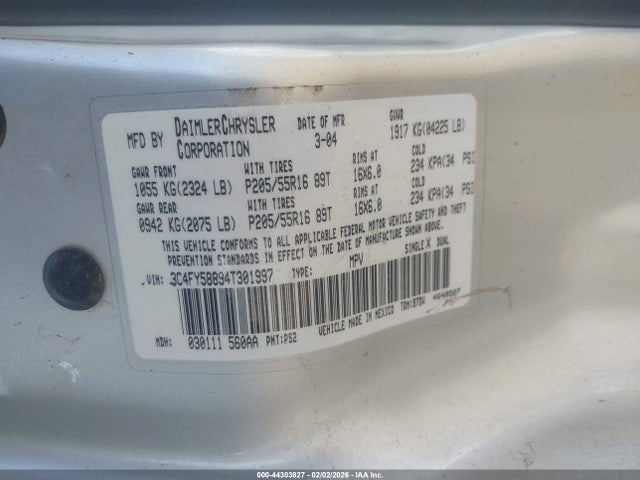 MFD BY DAIMLERCHRYSLER CORPORATION DATE OF MFR 3-04 GVWR 1917 KG(04225 LB)
GAWR FRONT WITH TIRES RIMS AT COLD
1055 KG(2324 LB) P205/55R16 89T 16X6.0 234 KPA(34 PSI
GAWR REAR WITH TIRES RIMS AT COLD
0942 KG(2075 LB) P205/55R16 89T 16X6.0 234 KPA(34 PSI
THIS VEHICLE CONFORMS TO ALL APPLICABLE FEDERAL MOTOR VEHICLE SAFETY AND THEFT
PREVENTION STANDARDS IN EFFECT ON THE DATE OF MANUFACTURE SHOWN ABOVE.
VIN: 3C4FY58894T301997 TYPE: MPV SINGLE X DUAL
MDH: 030111 560AA PNT:PS2 VEHICLE MADE IN MEXICO
000-44303827 - 02/02/2026 - IAA Inc.